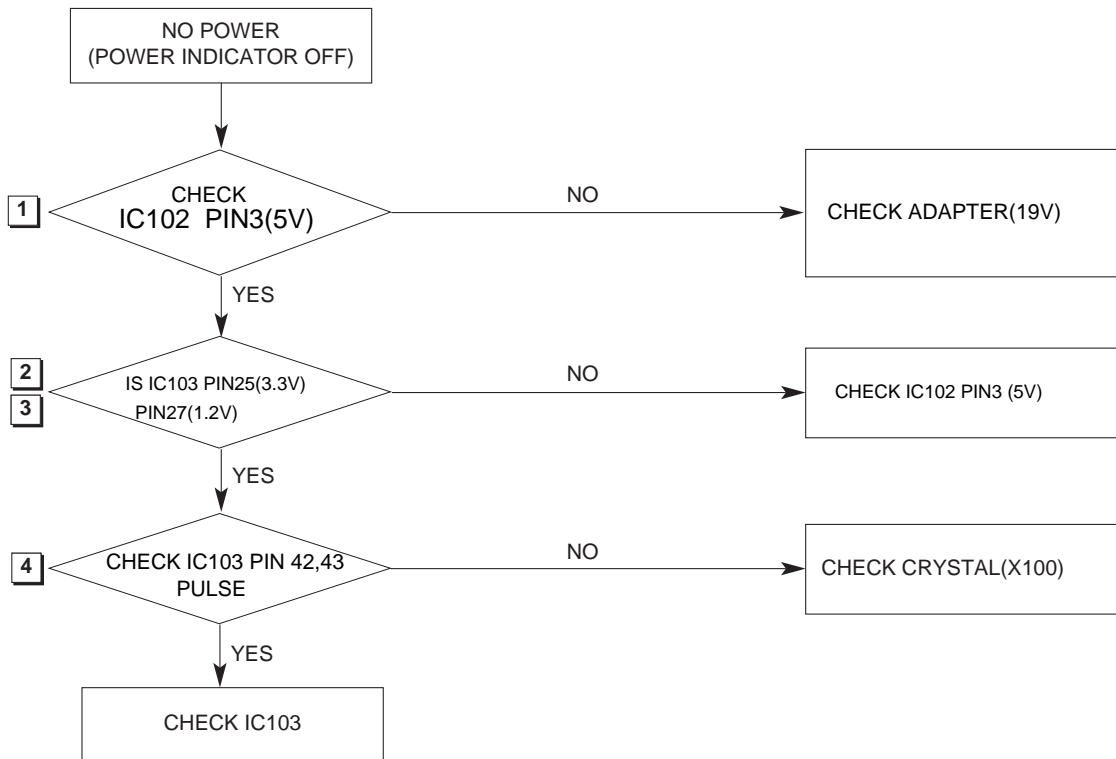 NO POWER
(POWER INDICATOR OFF)
1
CHECK
IC102 PIN3(5V)
NO
CHECK ADAPTER(19V)
YES
2
3
IS IC103 PIN25(3.3V)
PIN27(1.2V)
NO
CHECK IC102 PIN3 (5V)
YES
4
CHECK IC103 PIN 42,43
PULSE
NO
CHECK CRYSTAL(X100)
YES
CHECK IC103